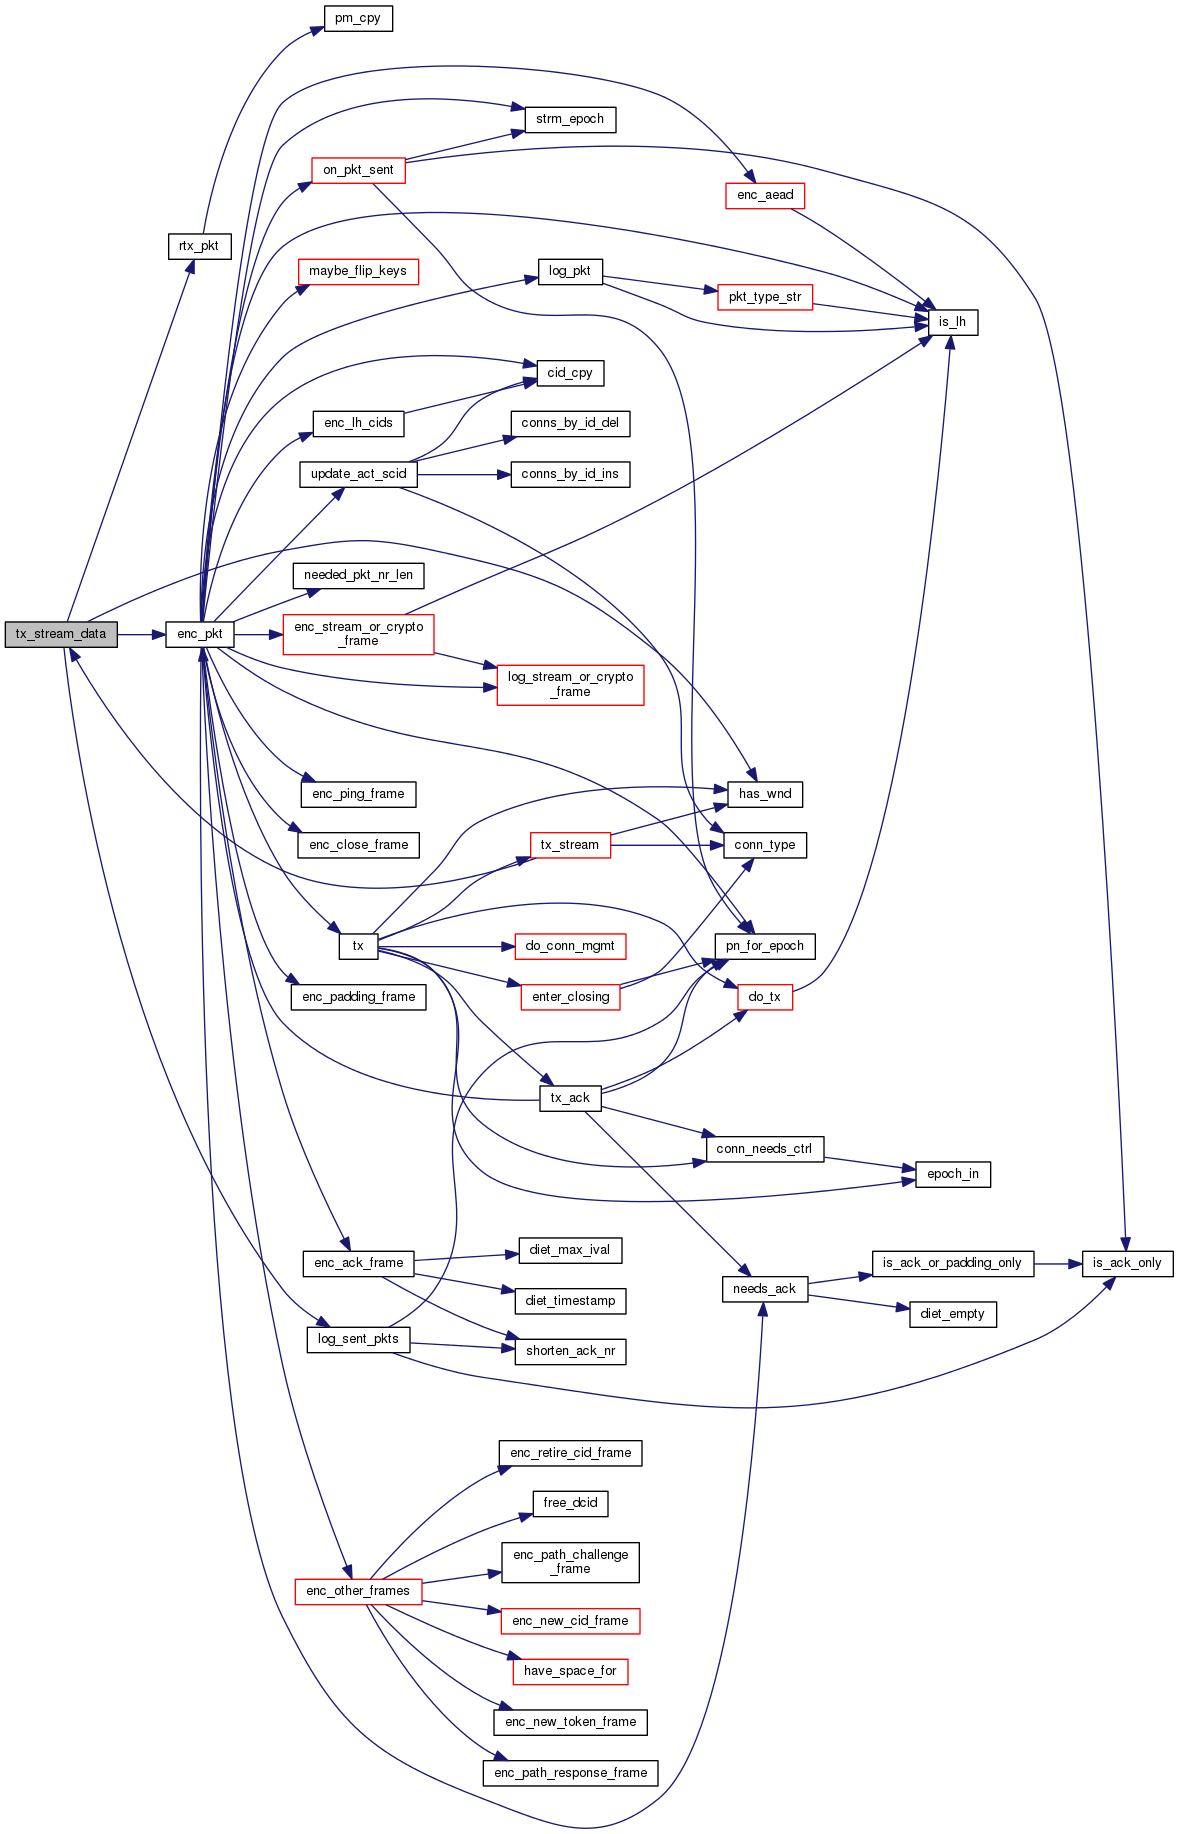 pm_cpy
strm_epoch
on_pkt_sent
enc_aead
rtx_pkt
maybe_flip_keys
log_pkt
pkt_type_str
is_lh
cid_cpy
enc_lh_cids
conns_by_id_del
update_act_scid
conns_by_id_ins
needed_pkt_nr_len
tx_stream_data
enc_pkt
enc_stream_or_crypto
_frame
log_stream_or_crypto
_frame
enc_ping_frame
has_wnd
enc_close_frame
tx_stream
conn_type
tx
do_conn_mgmt
pn_for_epoch
enc_padding_frame
enter_closing
do_tx
tx_ack
conn_needs_ctrl
epoch_in
enc_ack_frame
diet_max_ival
is_ack_or_padding_only
is_ack_only
needs_ack
diet_timestamp
diet_empty
log_sent_pkts
shorten_ack_nr
enc_retire_cid_frame
free_dcid
enc_path_challenge
_frame
enc_other_frames
enc_new_cid_frame
have_space_for
enc_new_token_frame
enc_path_response_frame